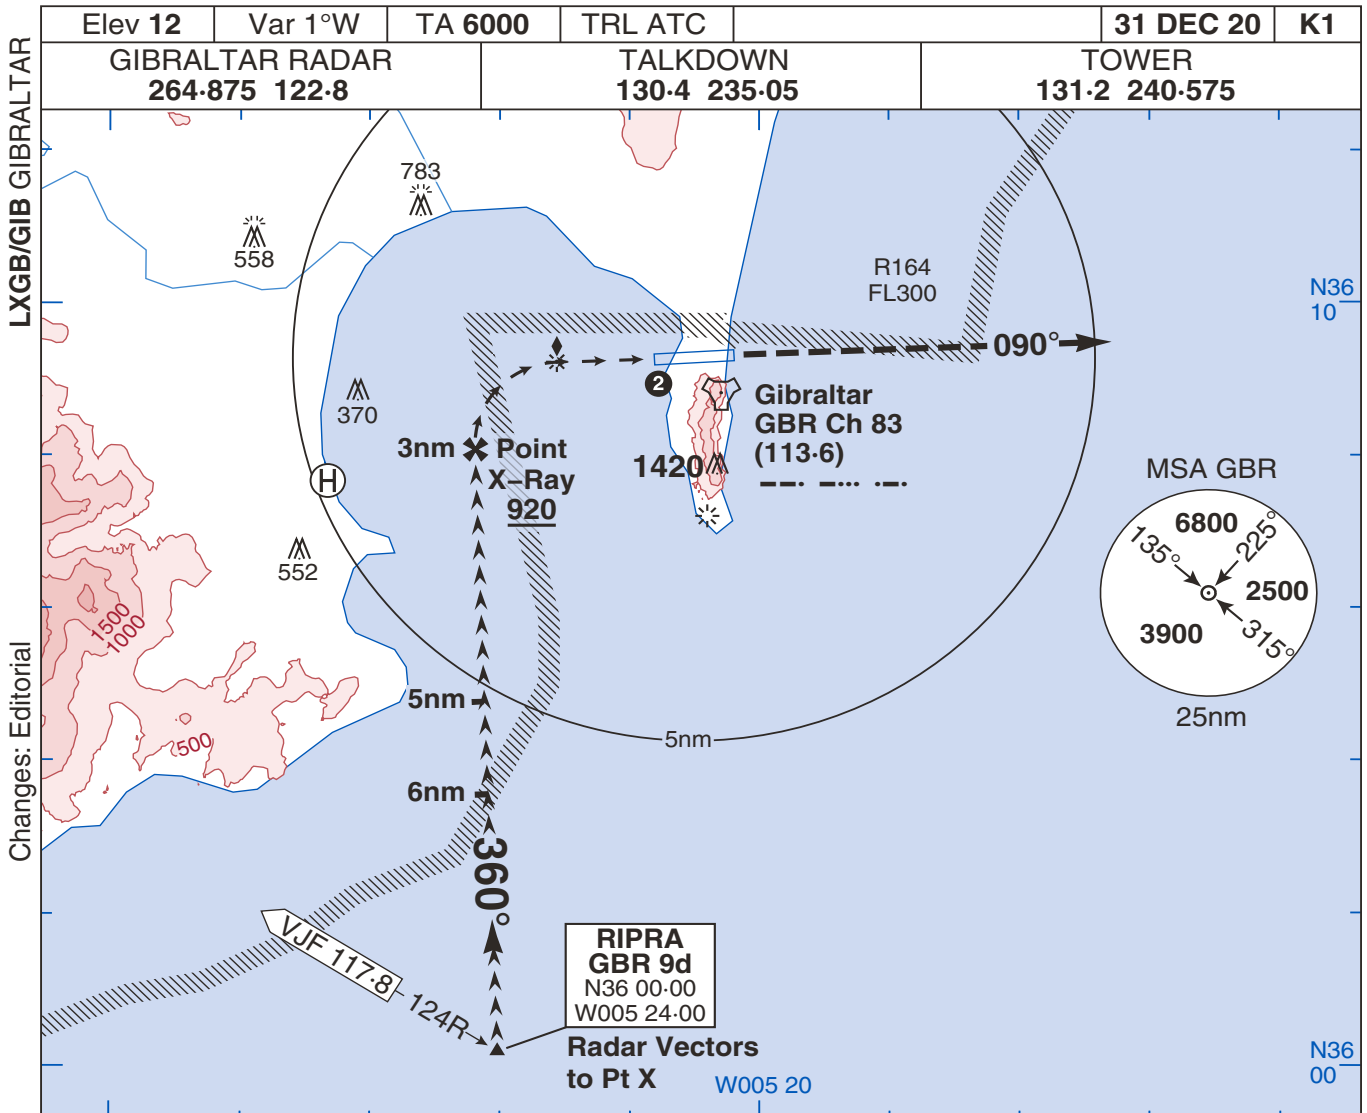 Elev 12
Var 1°W
TA 6000
TRL ATC
31 DEC 20
K1
GIBRALTAR RADAR
264·875 122·8
TALKDOWN
130·4 235·05
TOWER
131·2 240·575
LXGB/GIB GIBRALTAR
Changes: Editorial
783
558
R164
FL300
N36
10
090°
2
370
Gibraltar
GBR Ch 83
(113·6)
3nm
Point
X–Ray
920
1420
H
552
MSA GBR
6800
135°
225°
2500
3900
315°
25nm
1500
1000
500
5nm
5nm
6nm
360°
VJF 117·8
124R
RIPRA
GBR 9d
N36 00·00
W005 24·00
Radar Vectors
to Pt X
W005 20
N36
00